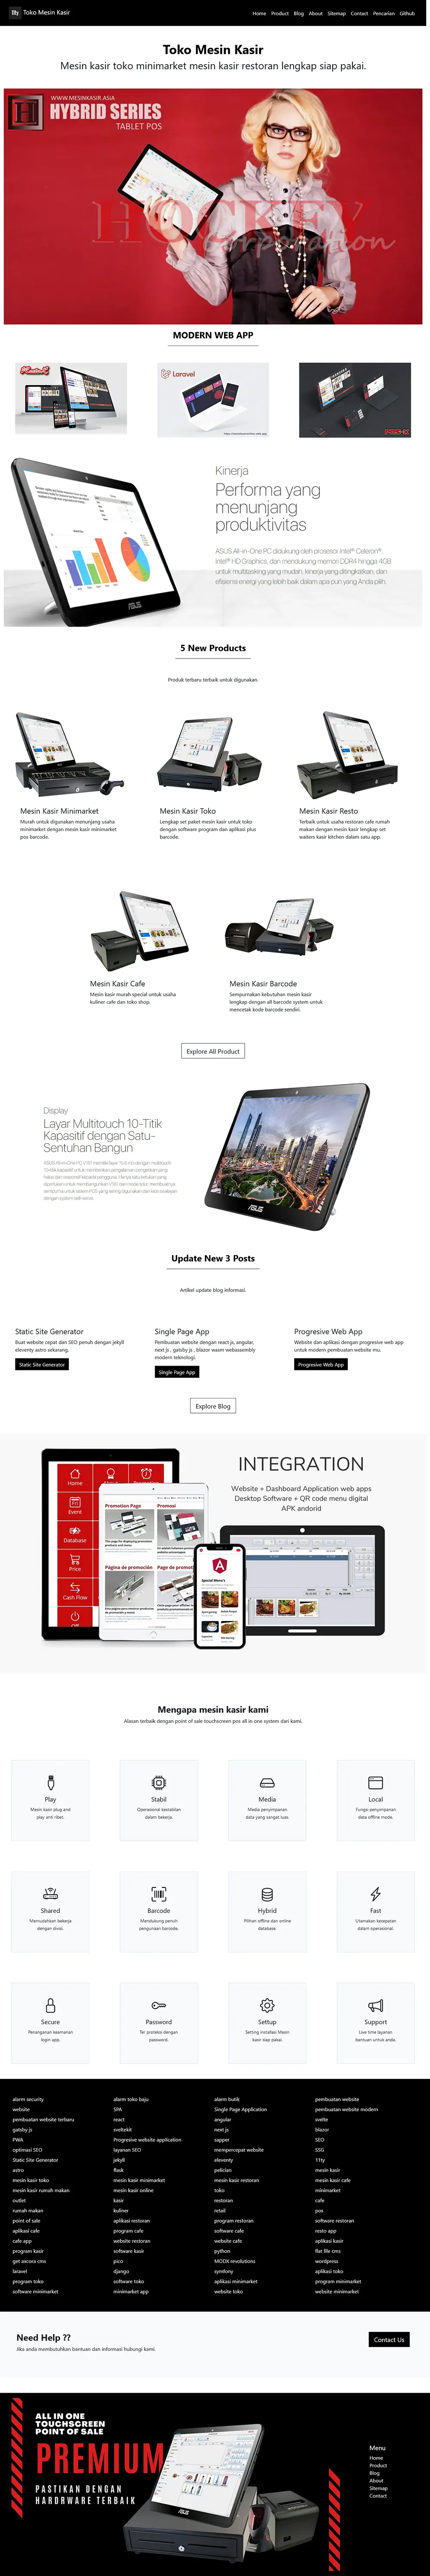 11ty Toko Mesin Kasir
Home Product Blog About Sitemap Contact Pencarian Github
Toko Mesin Kasir
Mesin kasir toko minimarket mesin kasir restoran lengkap siap pakai.
WWW.MESINKASIR.ASIA
HYBRID SERIES
TABLET POS
HOCKEY
Corporation
MODERN WEB APP
Laravel
Kinerja
Performa yang
menunjang
produktivitas
ASUS All-in-One PC didukung oleh prosesor Intel® Celeron®,
Intel® HD Graphics, dan mendukung memori DDR4 hingga 4GB
untuk multitasking yang mudah, kinerja yang ditingkatkan, dan
efisiensi energi yang lebih baik dalam apa pun yang Anda pilih.
5 New Products
Produk terbaru terbaik untuk digunakan.
Mesin Kasir Minimarket
Murah untuk digunakan menunjang usaha
minimarket dengan mesin kasir minimarket
pos barcode.
Mesin Kasir Toko
Lengkap set paket mesin kasir untuk toko
dengan software program dan aplikasi plus
barcode.
Mesin Kasir Resto
Terbaik untuk usaha restoran cafe rumah
makan dengan mesin kasir lengkap set
waiters kasir kitchen dalam satu app.
Mesin Kasir Cafe
Mesin kasir murah spesial untuk usaha
kuliner cafe dan toko shop.
Mesin Kasir Barcode
Sempurnakan kebutuhan mesin kasir
lengkap dengan all barcode system untuk
mencetak kode barcode sendiri.
Explore All Product
Display
Layar Multitouch 10-Titik
Kapasitif dengan Satu-
Sentuhan Bangun
ASUS
Update New 3 Posts
Artikel update blog informasi.
Static Site Generator
Buat website cepat dan SEO penuh dengan jekyll
eleventy astro sekarang.
Static Site Generator
Single Page App
Pembuatan website dengan react js, angular,
next js , gatsby js , blazor wasm webassembly
modern teknologi.
Single Page App
Progresive Web App
Website dan aplikasi dengan progresive web app
untuk modern pembuatan website mu.
Progresive Web App
Explore Blog
INTEGRATION
Website + Dashboard Application web apps
Desktop Software + QR code menu digital
APK andorid
Home
Event
Database
Price
Cash Flow
Promotion Page
Promosi
Página de promoción
Special Menu's
Mengapa mesin kasir kami
Alasan terbaik dengan point of sale touchscreen pos all in one system dari kami.
Play
Mesin kasir plug and
play anti ribet.
Stabil
Operasional kestabilan
dalam bekerja.
Media
Media penyimpanan
data yang sangat luas.
Local
Fungsi penyimpanan
data offline mode.
Shared
Memudahkan bekerja
dengan divisi.
Barcode
Mendukung penuh
pengunaan barcode.
Hybrid
Pilihan offline dan online
database.
Fast
Utamakan kecepatan
dalam operasional.
Secure
Penanganan keamanan
login app.
Password
Ter proteksi dengan
password.
Settup
Setting installasi Mesin
kasir siap pakai.
Support
Live time layanan
bantuan untuk anda.
alarm security alarm toko baju alarm butik pembuatan website
website SPA Single Page Application pembuatan website modern
pembuatan website terbaru react angular svelte
gatsby js sveltekit next js blazor
PWA Progresive website application sapper SEO
optimasi SEO layanan SEO mempercepat website SSG
Static Site Generator jekyll eleventy 11ty
astro flask pelician mesin kasir
mesin kasir toko mesin kasir minimarket mesin kasir restoran mesin kasir cafe
mesin kasir rumah makan mesin kasir online toko minimarket
outlet kasir restoran cafe
rumah makan kuliner retail pos
point of sale aplikasi restoran program restoran software restoran
aplikasi cafe program cafe software cafe resto app
cafe app website restoran website cafe aplikasi kasir
program kasir software kasir python flat file cms
get axcora cms pico MODX revolutions wordpress
laravel django symfony aplikasi toko
program toko software toko aplikasi minimarket program minimarket
software minimarket minimarket app website toko website minimarket
Need Help ??
Jika anda membutuhkan bantuan dan informasi hubungi kami.
Contact Us
ALL IN ONE
TOUCHSCREEN
POINT OF SALE
PREMIUM
PASTIKAN DENGAN
HARDRWARE TERBAIK
ASUS
Menu
Home
Product
Blog
About
Sitemap
Contact